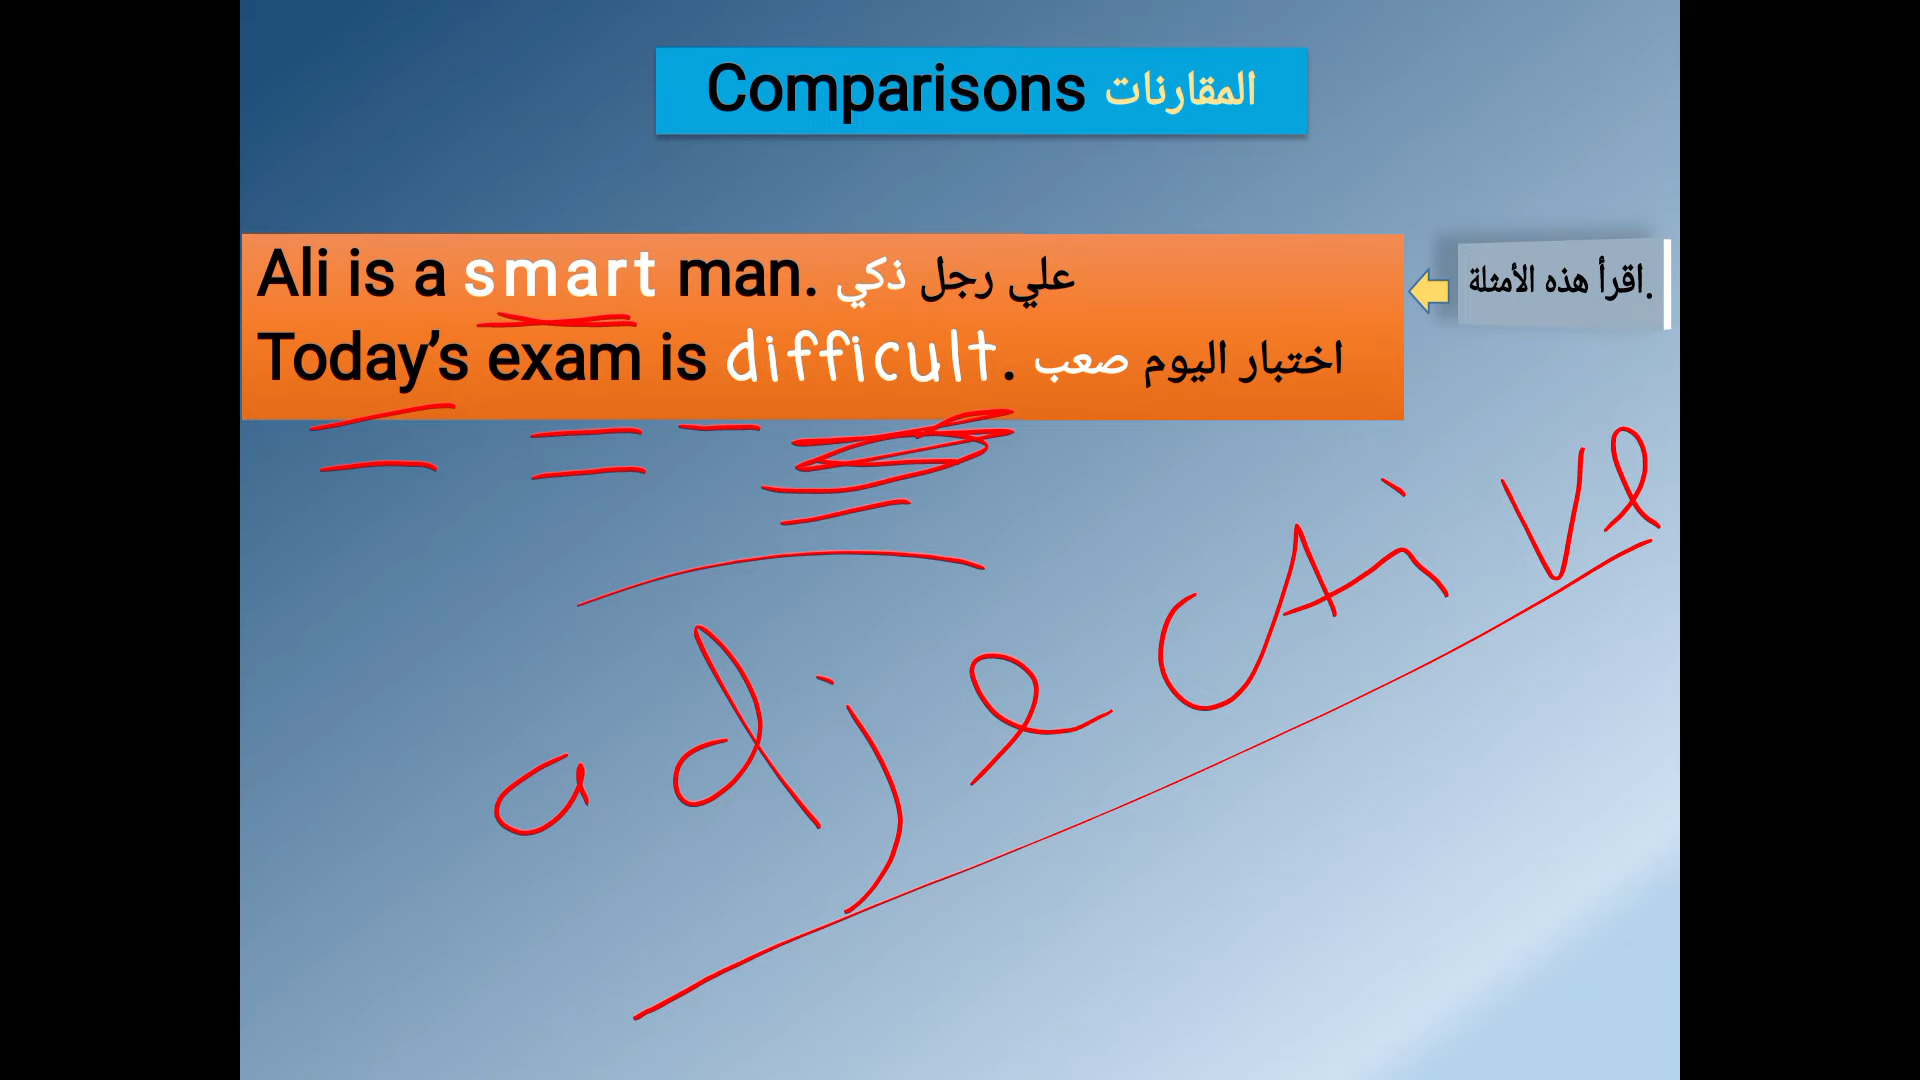 Comparisons المقارنات
Ali is a smart man. علي رجل ذكي
اقرأ هذه الأمثلة.
Today’s exam is difficult. اختبار اليوم صعب
adjective